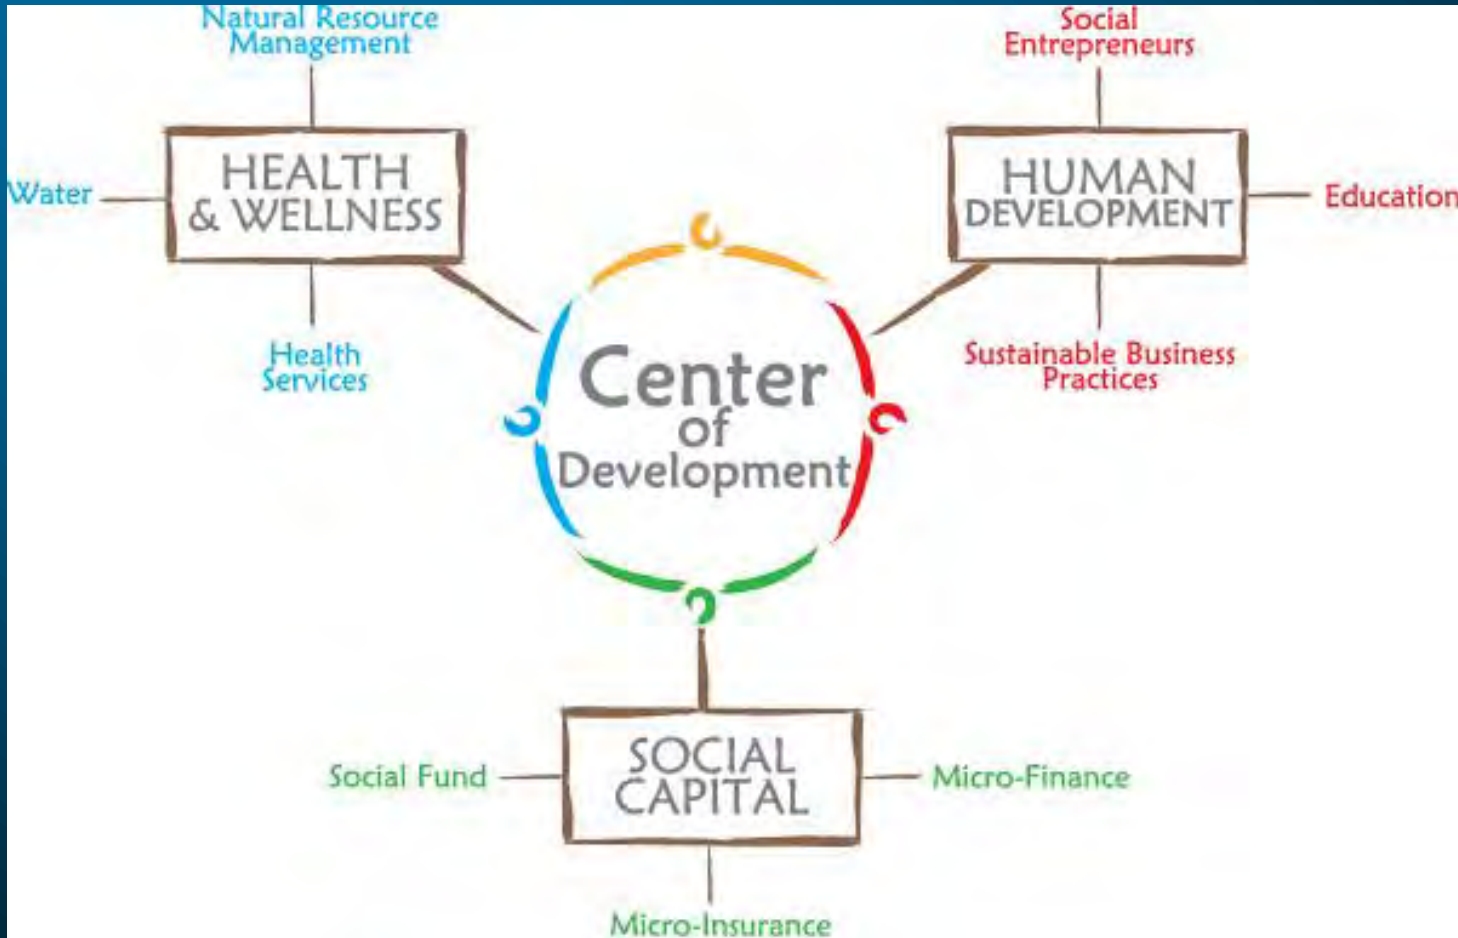 Natural Resource
Management
Water
HEALTH
& WELLNESS
Health
Services
Social
Entrepreneurs
HUMAN
DEVELOPMENT
Education
Sustainable Business
Practices
Center
of
Development
Social Fund
SOCIAL
CAPITAL
Micro-Finance
Micro-Insurance